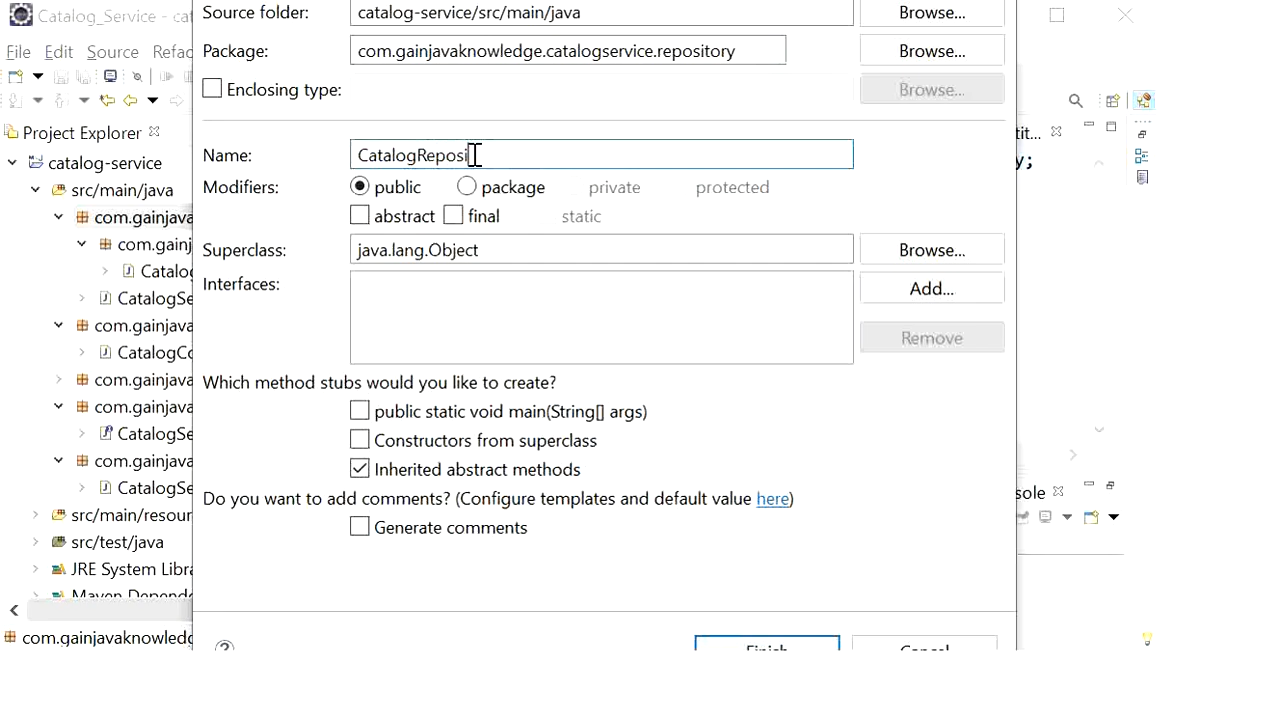 Catalog_Service - cat
Source folder: catalog-service/src/main/java Browse...
File Edit Source Refac
Package: com.gainjavaknowledge.catalogservice.repository Browse...
Enclosing type: Browse...
Project Explorer
tit...
y;
catalog-service
Name: CatalogReposi
src/main/java
Modifiers: public package private protected
com.gainjava
abstract final static
com.gainj
Superclass: java.lang.Object Browse...
Catalog
Interfaces: Add...
CatalogSe
com.gainjava
Remove
CatalogCo
com.gainjava
Which method stubs would you like to create?
com.gainjava
public static void main(String[] args)
CatalogSe
Constructors from superclass
com.gainjava
Inherited abstract methods
CatalogSe
Do you want to add comments? (Configure templates and default value here)
sole
src/main/resour
Generate comments
src/test/java
JRE System Libra
Maven Depende
com.gainjavaknowledg
?
Finish Cancel